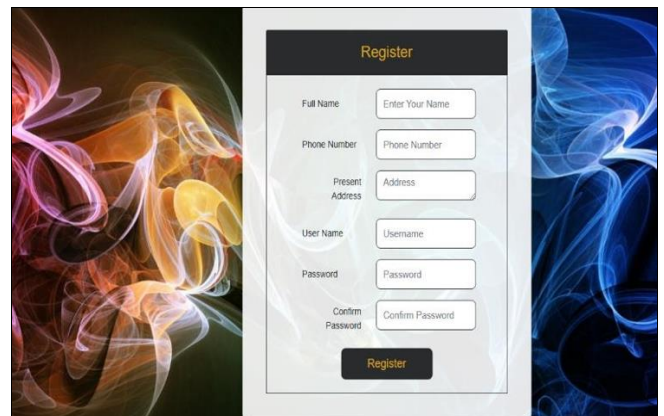 Register
Full Name Enter Your Name
Phone Number Phone Number
Present Address
Address
User Name Username
Password Password
Confirm Confirm Password
Password
Register